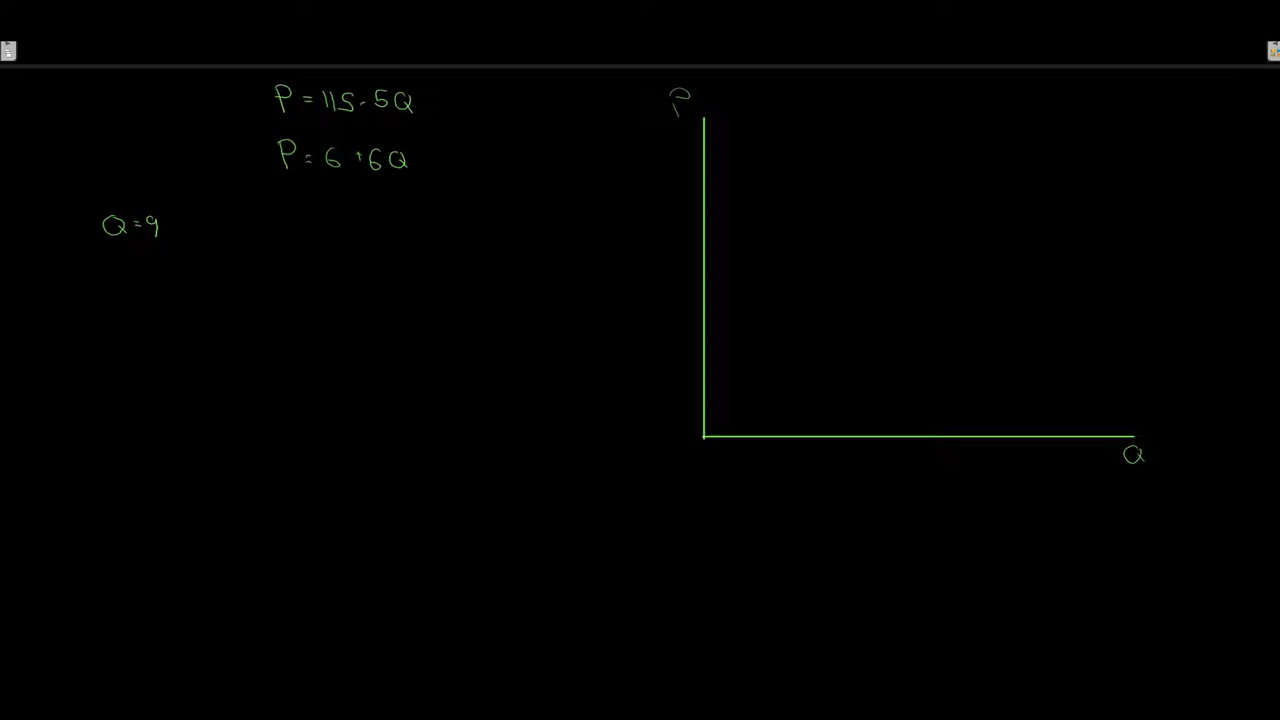 P = 115 - 5Q
P = 6 + 6Q
Q = 9
P
Q